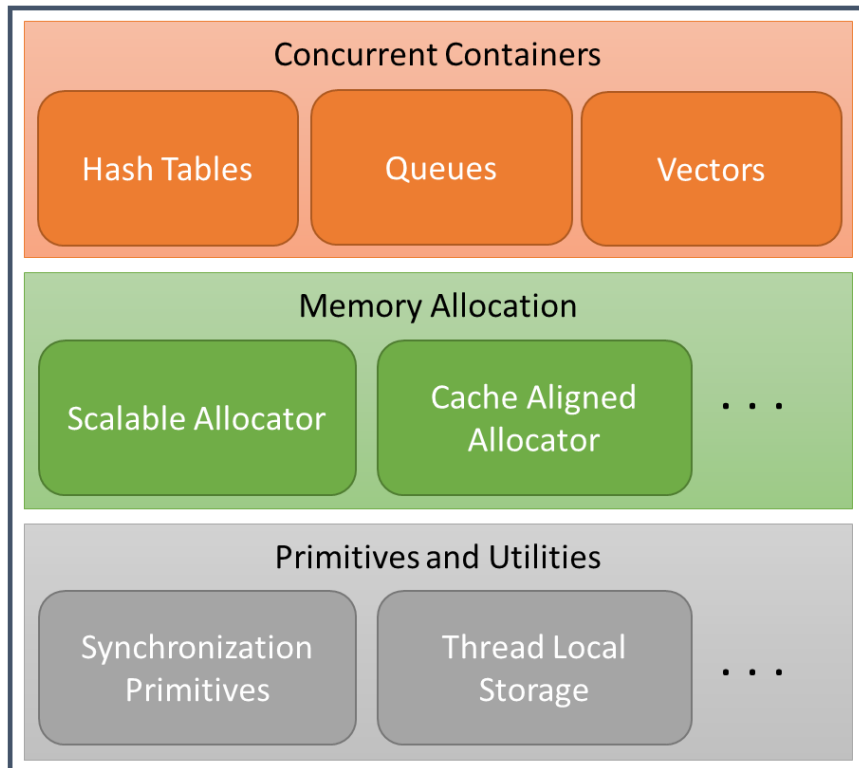 Concurrent Containers
Hash Tables
Queues
Vectors
Memory Allocation
Scalable Allocator
Cache Aligned
Allocator
. . .
Primitives and Utilities
Synchronization
Primitives
Thread Local
Storage
. . .